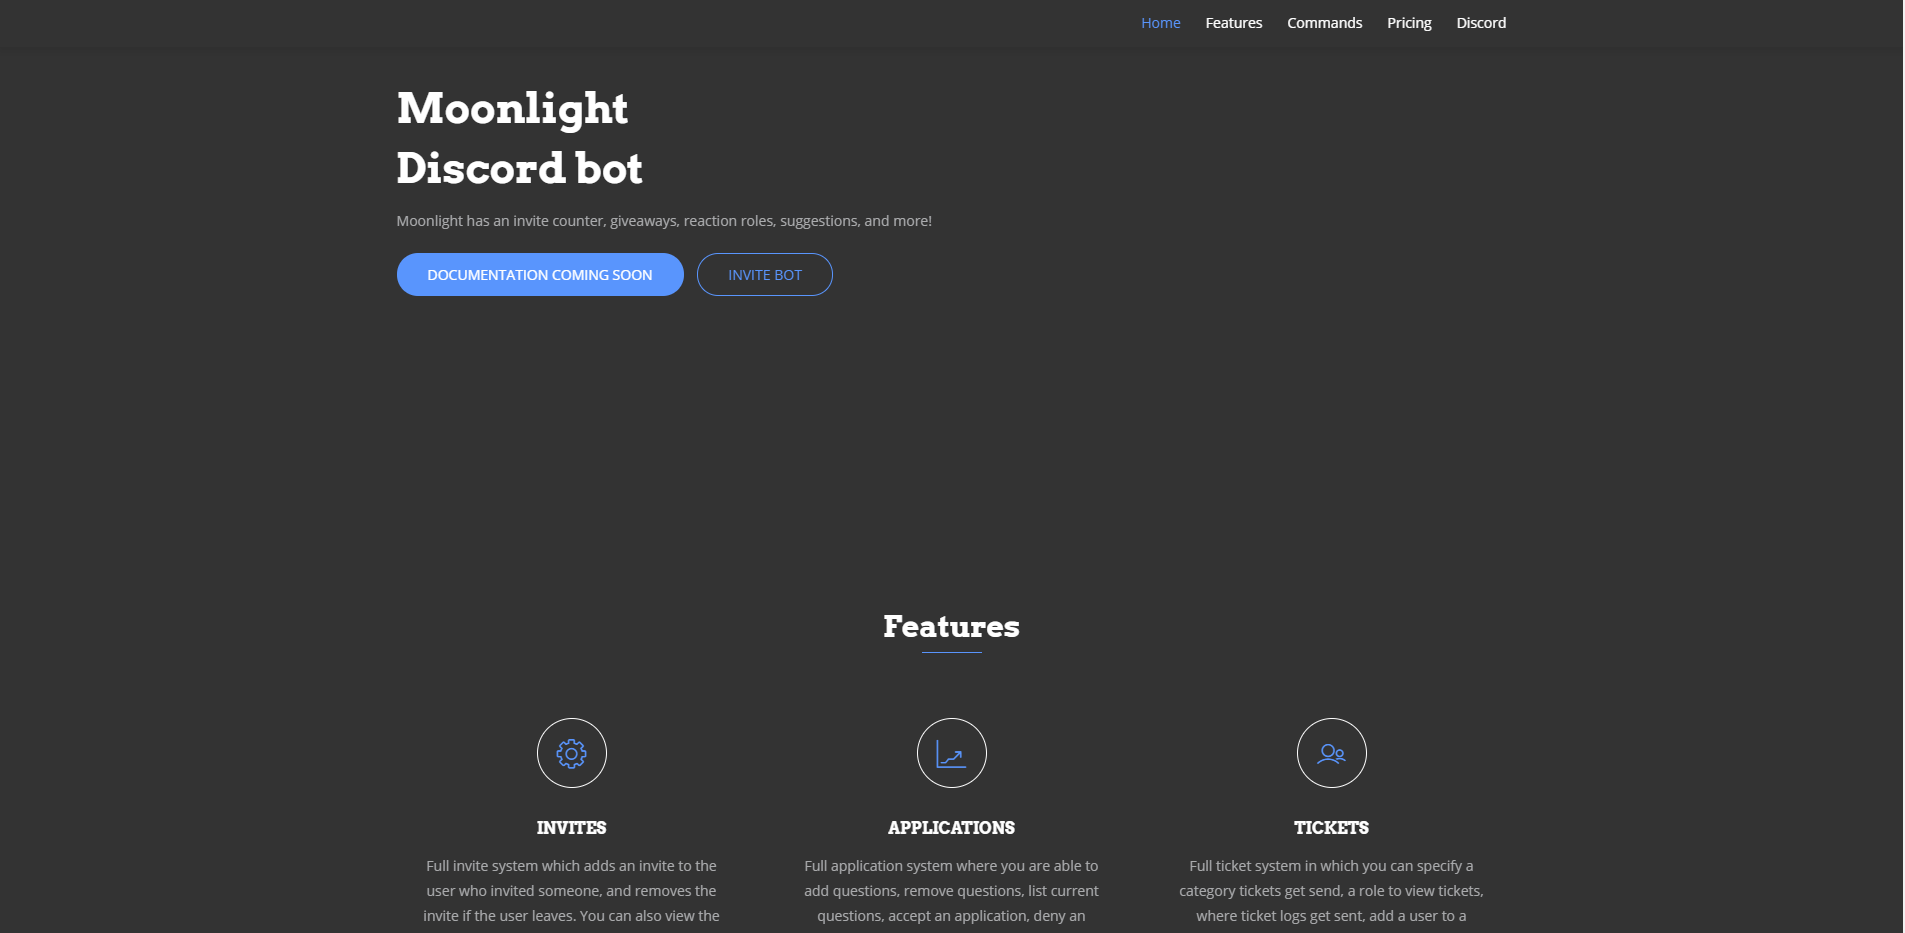 Home Features Commands Pricing Discord
Moonlight
Discord bot
Moonlight has an invite counter, giveaways, reaction roles, suggestions, and more!
DOCUMENTATION COMING SOON INVITE BOT
Features
INVITES
Full invite system which adds an invite to the
user who invited someone, and removes the
invite if the user leaves. You can also view the
APPLICATIONS
Full application system where you are able to
add questions, remove questions, list current
questions, accept an application, deny an
TICKETS
Full ticket system in which you can specify a
category tickets get send, a role to view tickets,
where ticket logs get sent, add a user to a